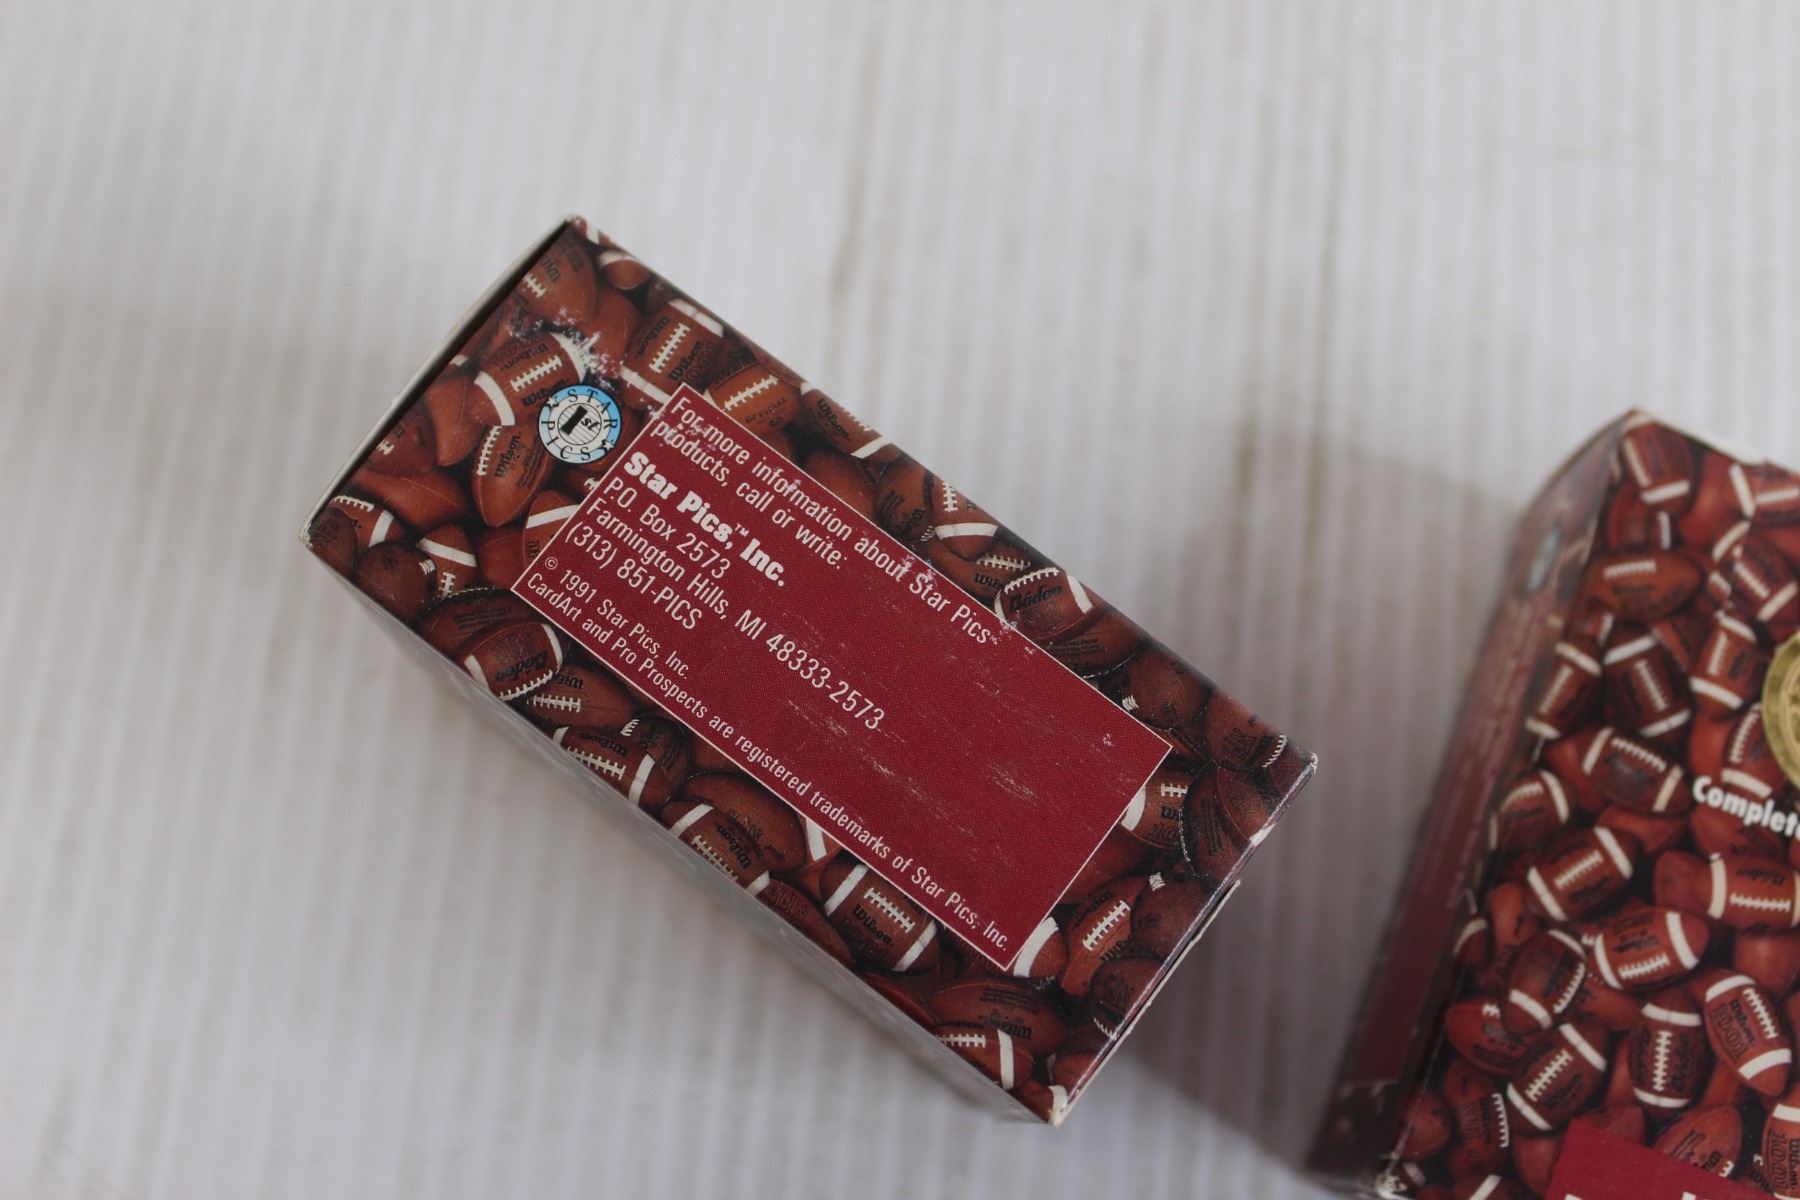 STAR PICS
1st
For more information about Star Pics™
products, call or write:
Star Pics,™ Inc.
P.O. Box 2573
Farmington Hills, MI 48333-2573
(313) 851-PICS
© 1991 Star Pics, Inc.
CardArt and Pro Prospects are registered trademarks of Star Pics, Inc.
Wilson
Baden
Complete